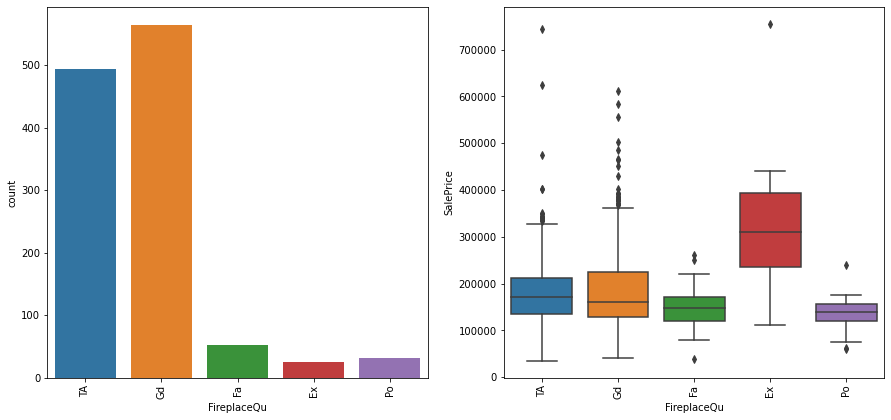 500
400
300
200
100
0
count
TA
Gd
Fa
Ex
Po
FireplaceQu
700000
600000
500000
400000
300000
200000
100000
0
SalePrice
TA
Gd
Fa
Ex
Po
FireplaceQu